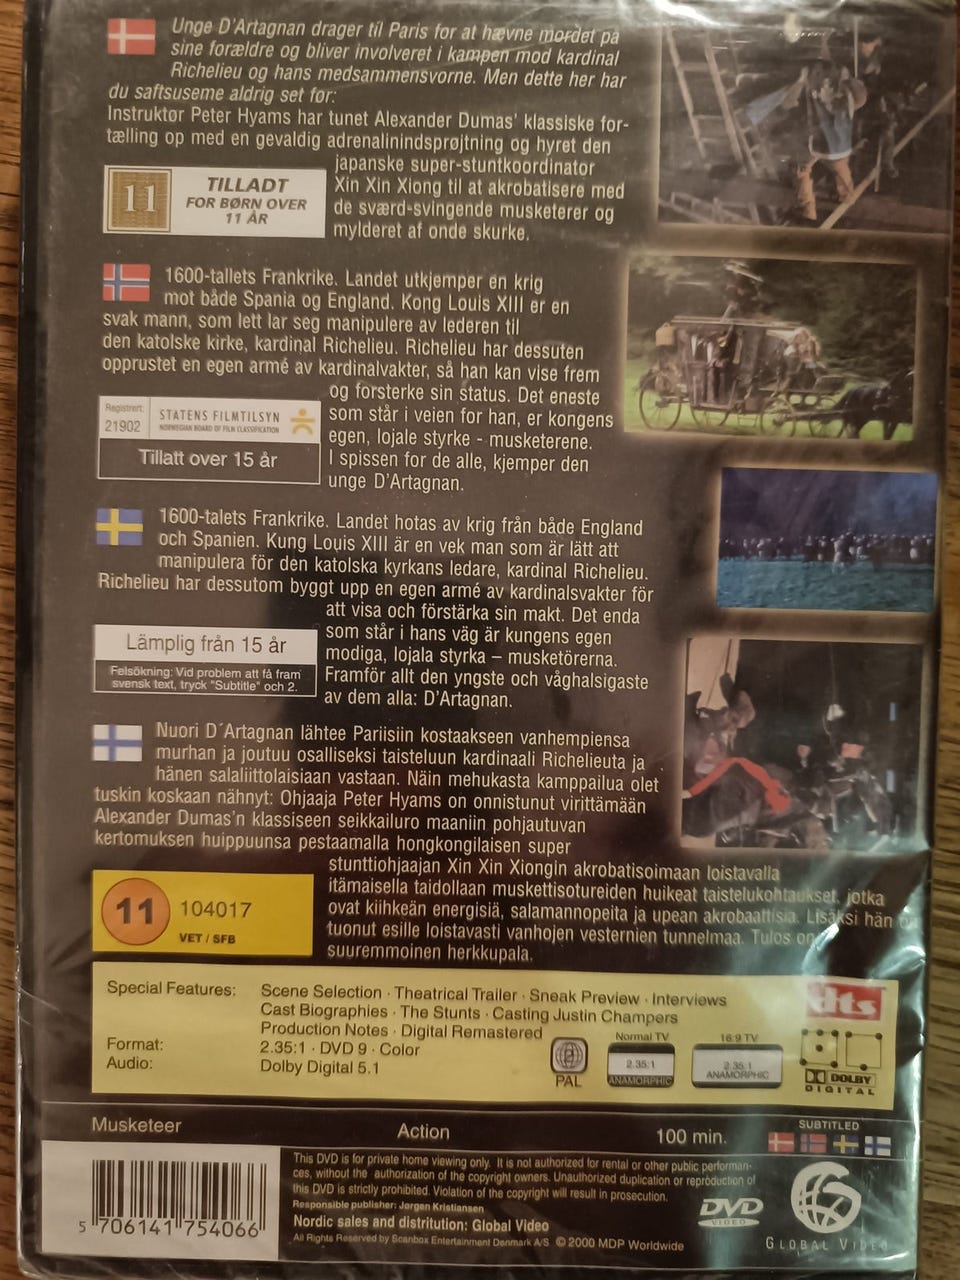 Unge D'Artagnan drager til Paris for at hævne mordet på
sine forældre og bliver involveret i kampen mod kardinal
Richelieu og hans medsammensvorne. Men dette her har
du saftsuseme aldrig set før:
Instruktør Peter Hyams har tunet Alexander Dumas' klassiske for-
tælling op med en gevaldig adrenalinindsprøjtning og hyret den
japanske super-stuntkoordinator
Xin Xin Xiong til at akrobatisere med
de sværd-svingende musketerer og
mylderet af onde skurke.
11
TILLADT
FOR BØRN OVER
11 ÅR
1600-tallets Frankrike. Landet utkjemper en krig
mot både Spania og England. Kong Louis XIII er en
svak mann, som lett lar seg manipulere av lederen til
den katolske kirke, kardinal Richelieu. Richelieu har dessuten
opprustet en egen armé av kardinalvakter, så han kan vise frem
og forsterke sin status. Det eneste
som står i veien for han, er kongens
egen, lojale styrke - musketerene.
I spissen for de alle, kjemper den
unge D'Artagnan.
Registrert:
21902
STATENS FILMTILSYN
NORWEGIAN BOARD OF FILM CLASSIFICATION
Tillatt over 15 år
1600-talets Frankrike. Landet hotas av krig från både England
och Spanien. Kung Louis XIII är en vek man som är lätt att
manipulera för den katolska kyrkans ledare, kardinal Richelieu.
Richelieu har dessutom byggt upp en egen armé av kardinalsvakter för
att visa och förstärka sin makt. Det enda
som står i hans väg är kungens egen
modiga, lojala styrka – musketörerna.
Framför allt den yngste och våghalsigaste
av dem alla: D'Artagnan.
Lämplig från 15 år
Felsökning: Vid problem att få fram
svensk text, tryck "Subtitle" och 2.
Nuori D´Artagnan lähtee Pariisiin kostaakseen vanhempiensa
murhan ja joutuu osalliseksi taisteluun kardinaali Richelieuta ja
hänen salaliittolaisiaan vastaan. Näin mehukasta kamppailua olet
tuskin koskaan nähnyt: Ohjaaja Peter Hyams on onnistunut virittämään
Alexander Dumas'n klassiseen seikkailuro maaniin pohjautuvan
kertomuksen huippuunsa pestaamalla hongkongilaisen super
stunttiohjaajan Xin Xin Xiongin akrobatisoimaan loistavalla
itämaisella taidollaan muskettisotureiden huikeat taistelukohtaukset, jotka
ovat kiihkeän energisiä, salamannopeita ja upean akrobaattisia. Lisäksi hän on
tuonut esille loistavasti vanhojen vesternien tunnelmaa. Tulos on
suuremmoinen herkkupala.
11
104017
VET / SFB
Special Features:
Scene Selection · Theatrical Trailer · Sneak Preview · Interviews
Cast Biographies · The Stunts · Casting Justin Champers
Production Notes · Digital Remastered
Format:
2.35:1 · DVD 9 · Color
Audio:
Dolby Digital 5.1
dts
2
PAL
Normal TV
2.35:1
ANAMORPHIC
16:9 TV
2.35:1
ANAMORPHIC
DOLBY
DIGITAL
Musketeer
Action
100 min.
SUBTITLED
5 706141 754066
This DVD is for private home viewing only. It is not authorized for rental or other public performan-
ces, without the authorization of the copyright owners. Unauthorized duplication or reproduction of
this DVD is strictly prohibited. Violation of the copyright will result in prosecution.
Responsible publisher: Jørgen Kristiansen
Nordic sales and distritution: Global Video
All Rights Reserved by Scanbox Entertainment Denmark A/S © 2000 MDP Worldwide
DVD
VIDEO
GLOBAL VIDEO